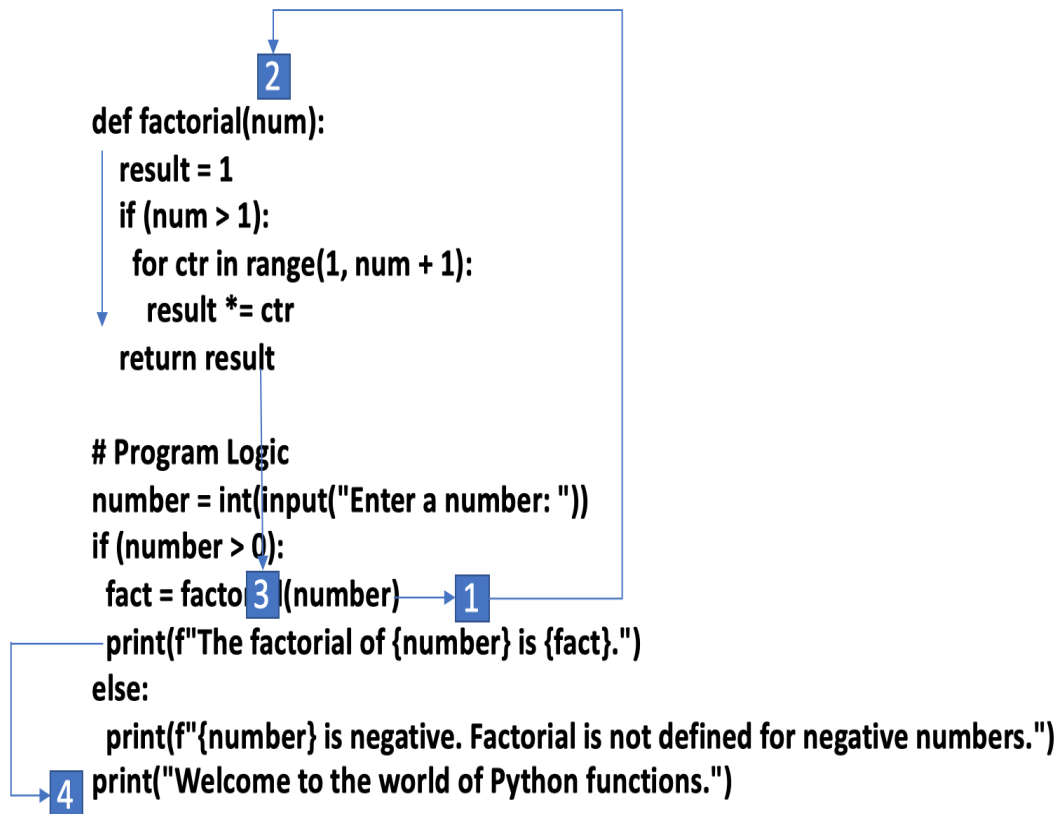 2
def factorial(num):
result = 1
if (num > 1):
for ctr in range(1, num + 1):
result *= ctr
return result
# Program Logic
number = int(input("Enter a number: "))
if (number > 0):
fact = facto 3 l(number) 1
print(f"The factorial of {number} is {fact}.")
else:
print(f"{number} is negative. Factorial is not defined for negative numbers.")
4 print("Welcome to the world of Python functions.")